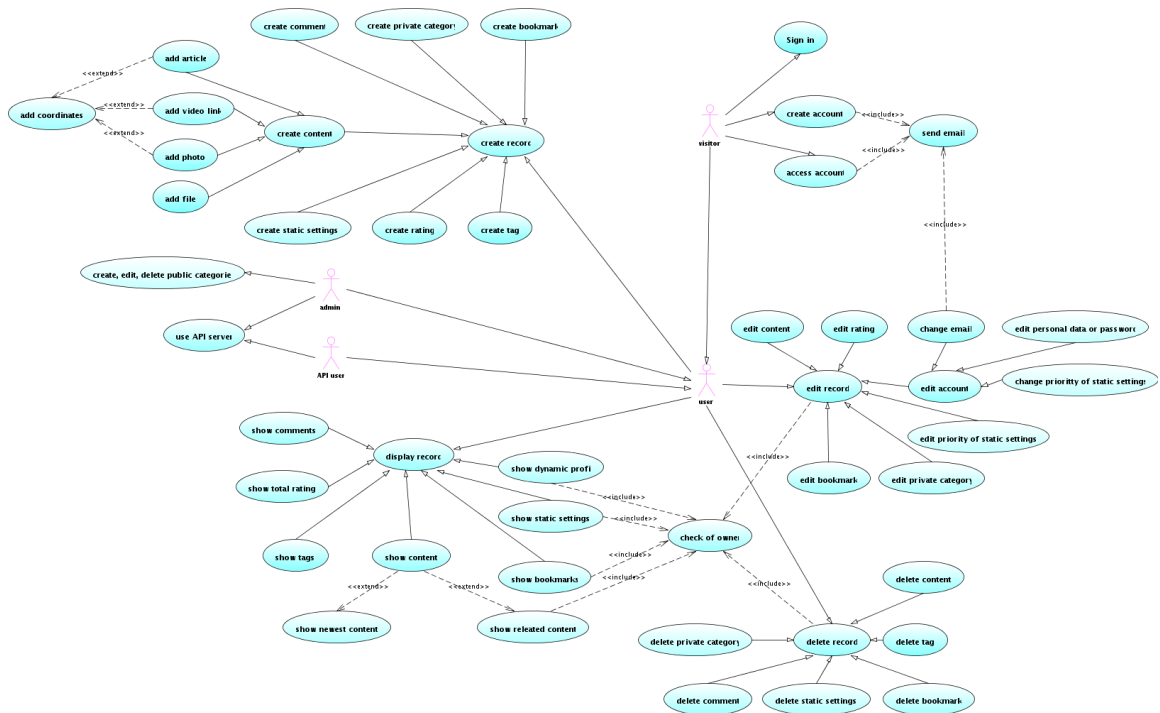 create comment
create private category
create bookmark
Sign in
add article
<<extend>>
add coordinates
<<extend>>
add video link
<<extend>>
add photo
add file
create content
create record
visitor
create account
<<include>>
send email
access account
<<include>>
create static settings
create rating
create tag
<<include>>
create, edit, delete public categorie
admin
use API server
API user
edit content
edit rating
change email
edit personal data or password
user
edit record
edit account
change prioritty of static settings
show comments
display record
edit priority of static settings
<<include>>
show dynamic profi
edit bookmark
edit private category
show total rating
<<include>>
show static settings
<<include>>
check of owner
show tags
show content
<<include>>
show bookmarks
<<include>>
<<extend>>
<<extend>>
<<include>>
delete content
show newest content
show releated content
delete private category
delete record
delete tag
delete comment
delete static settings
delete bookmark